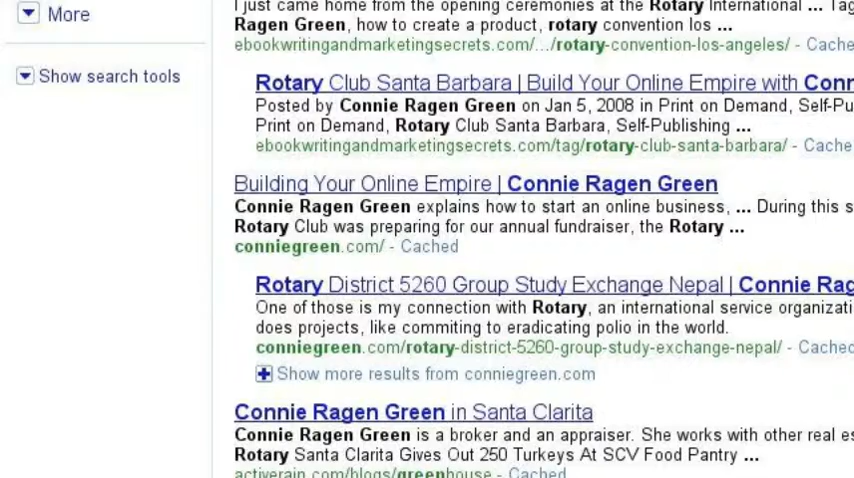 I just came home from the opening ceremonies at the Rotary International ... Tag
More
Ragen Green, how to create a product, rotary convention los ...
ebookwritingandmarketingsecrets.com/.../rotary-convention-los-angeles/ - Cache
Show search tools
Rotary Club Santa Barbara | Build Your Online Empire with Conn
Posted by Connie Ragen Green on Jan 5, 2008 in Print on Demand, Self-Pu
Print on Demand, Rotary Club Santa Barbara, Self-Publishing ...
ebookwritingandmarketingsecrets.com/tag/rotary-club-santa-barbara/ - Cache
Building Your Online Empire | Connie Ragen Green
Connie Ragen Green explains how to start an online business, ... During this s
Rotary Club was preparing for our annual fundraiser, the Rotary ...
conniegreen.com/ - Cached
Rotary District 5260 Group Study Exchange Nepal | Connie Rag
One of those is my connection with Rotary, an international service organizati
does projects, like commiting to eradicating polio in the world.
conniegreen.com/rotary-district-5260-group-study-exchange-nepal/ - Cached
Show more results from conniegreen.com
Connie Ragen Green in Santa Clarita
Connie Ragen Green is a broker and an appraiser. She works with other real es
Rotary Santa Clarita Gives Out 250 Turkeys At SCV Food Pantry ...
activerain.com/blogs/greenhouse - Cached